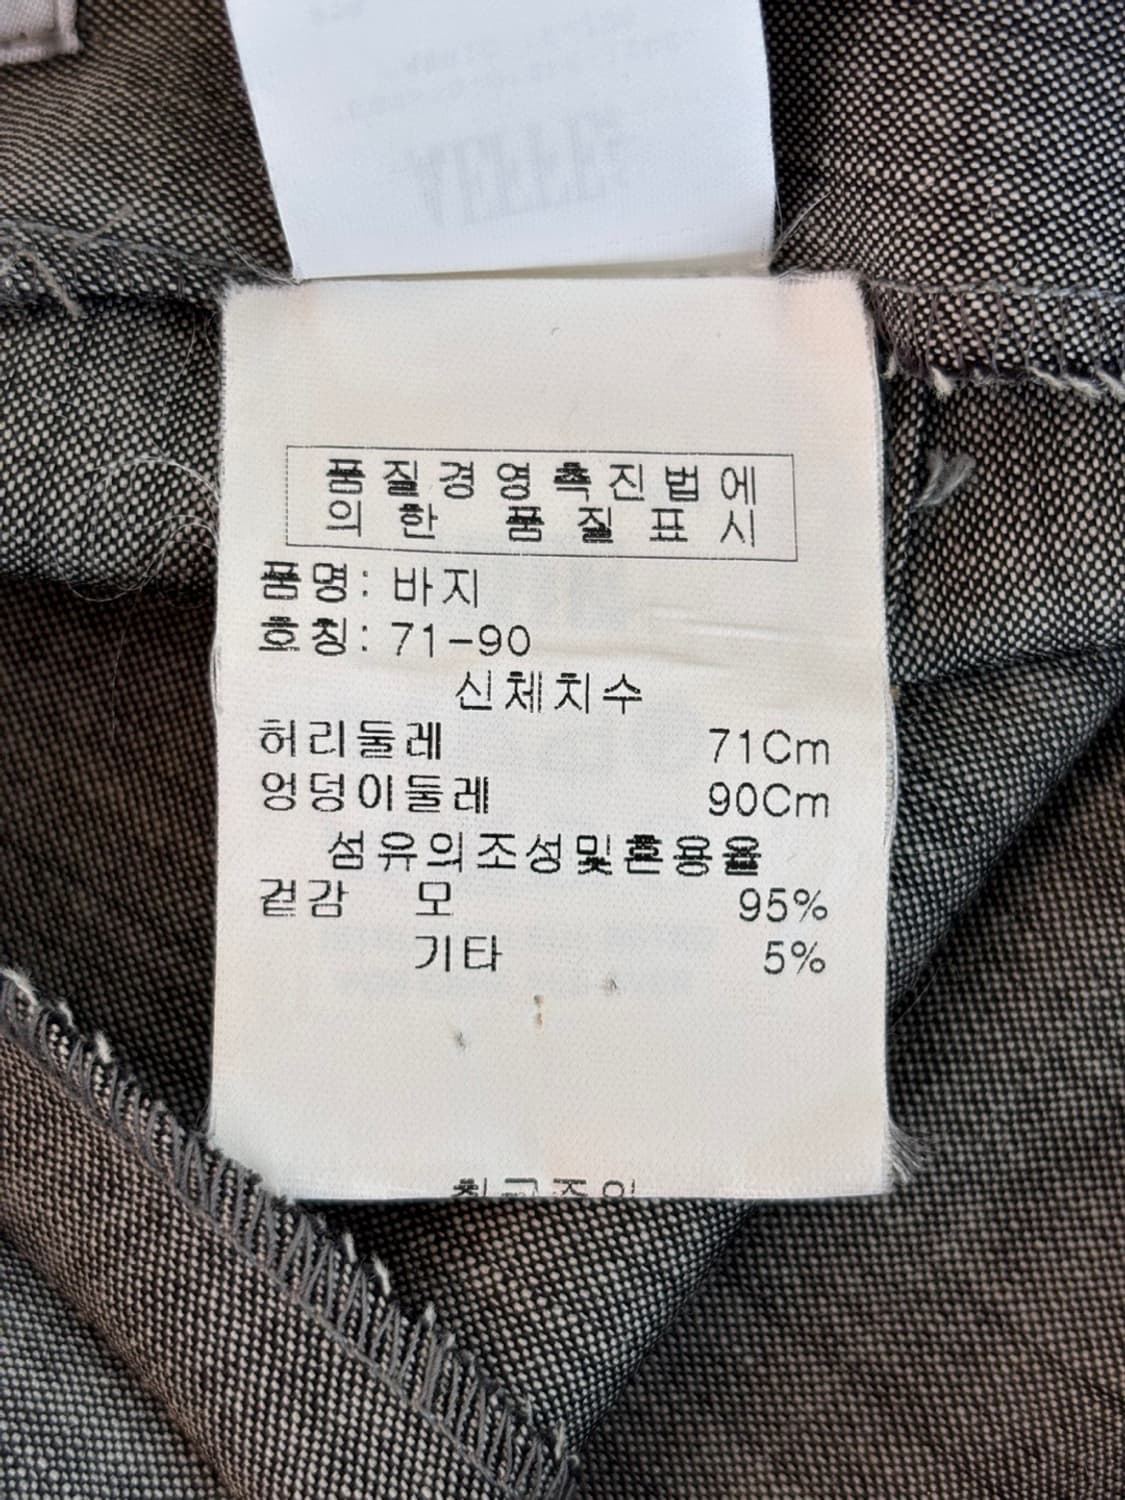 품질경영촉진법에
의한 품질표시
품명: 바지
호칭: 71-90
신체치수
허리둘레 71Cm
엉덩이둘레 90Cm
섬유의조성및혼용율
겉감 모 95%
기타 5%